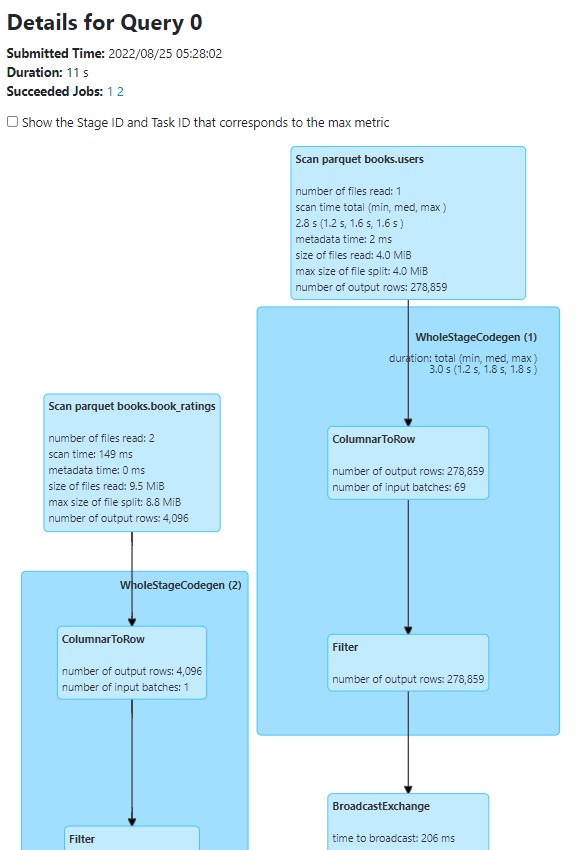 Details for Query 0
Submitted Time: 2022/08/25 05:28:02
Duration: 11 s
Succeeded Jobs: 1 2
Show the Stage ID and Task ID that corresponds to the max metric
Scan parquet books.users
number of files read: 1
scan time total (min, med, max )
2.8 s (1.2 s, 1.6 s, 1.6 s )
metadata time: 2 ms
size of files read: 4.0 MiB
max size of file split: 4.0 MiB
number of output rows: 278,859
WholeStageCodegen (1)
duration: total (min, med, max )
3.0 s (1.2 s, 1.8 s, 1.8 s )
ColumnarToRow
number of output rows: 278,859
number of input batches: 69
Filter
number of output rows: 278,859
BroadcastExchange
time to broadcast: 206 ms
Scan parquet books.book_ratings
number of files read: 2
scan time: 149 ms
metadata time: 0 ms
size of files read: 9.5 MiB
max size of file split: 8.8 MiB
number of output rows: 4,096
WholeStageCodegen (2)
ColumnarToRow
number of output rows: 4,096
number of input batches: 1
Filter